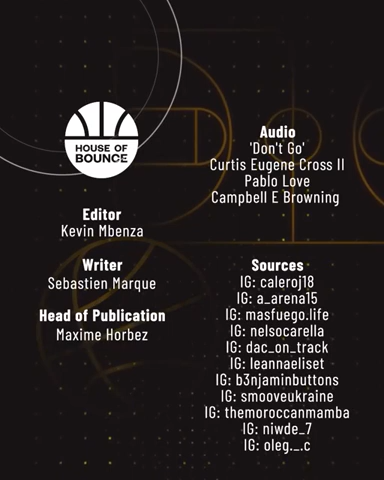 HOUSE OF
BOUNCE
Editor
Kevin Mbenza
Writer
Sebastien Marque
Head of Publication
Maxime Horbez
Audio
'Don't Go'
Curtis Eugene Cross II
Pablo Love
Campbell E Browning
Sources
IG: caleroj18
IG: a_arena15
IG: masfuego.life
IG: nelsocarella
IG: dac_on_track
IG: leannaeliset
IG: b3njaminbuttons
IG: smooveukraine
IG: themoroccanmamba
IG: niwde_7
IG: oleg._.c